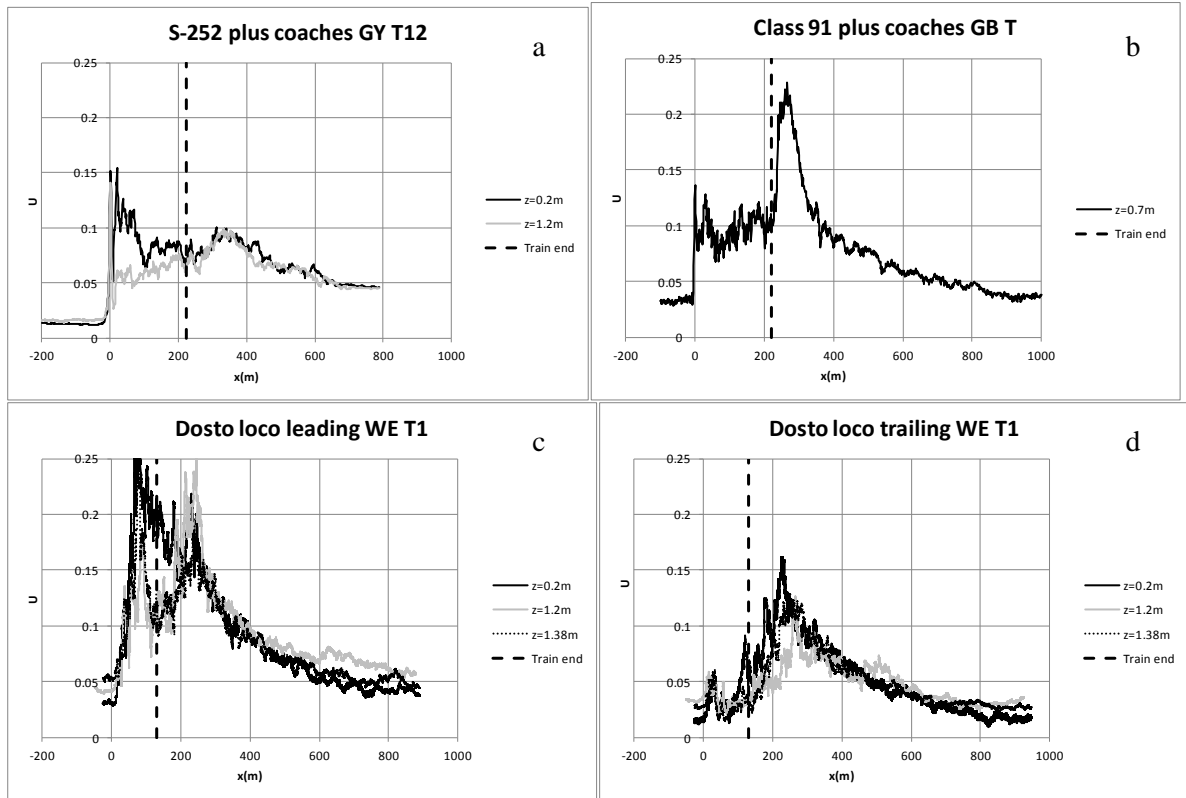 S-252 plus coaches GY T12
a
0.25
0.2
0.15
0.1
0.05
0
-200 0 200 400 600 800 1000
U
x(m)
z=0.2m
z=1.2m
Train end
Class 91 plus coaches GB T
b
0.25
0.2
0.15
0.1
0.05
0
-200 0 200 400 600 800 1000
U
x(m)
z=0.7m
Train end
Dosto loco leading WE T1
c
0.25
0.2
0.15
0.1
0.05
0
-200 0 200 400 600 800 1000
U
x(m)
z=0.2m
z=1.2m
z=1.38m
Train end
Dosto loco trailing WE T1
d
0.25
0.2
0.15
0.1
0.05
0
-200 0 200 400 600 800 1000
U
x(m)
z=0.2m
z=1.2m
z=1.38m
Train end